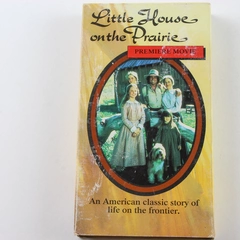 Little House
on the Prairie
PREMIERE MOVIE
An American classic story of
life on the frontier.